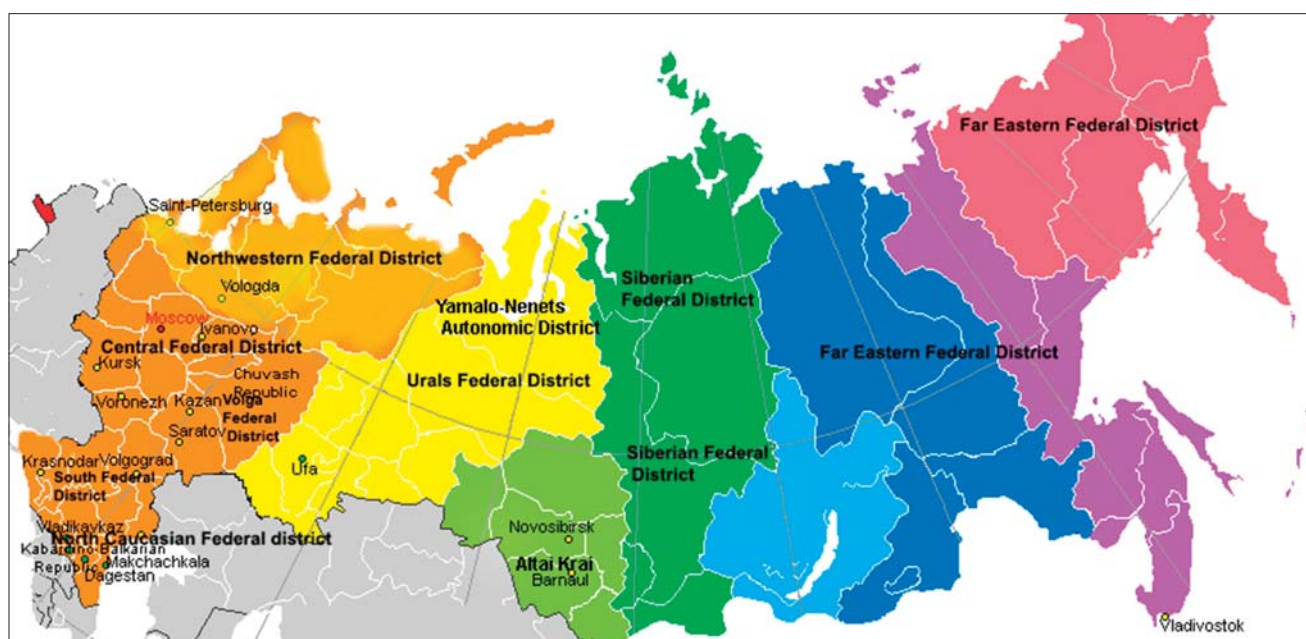 Far Eastern Federal District
Saint-Petersburg
Northwestern Federal District
Siberian
Federal District
Vologda
Yamalo-Nenets
Autonomic District
Moscow
Ivanovo
Central Federal District
Far Eastern Federal District
Kursk
Chuvash
Republic
Urals Federal District
Voronezh
Kazan
Volga
Federal
District
Saratov
Siberian Federal
District
Krasnodar
Volgograd
Ufa
South Federal
District
Vladikavkaz
North Caucasian Federal district
Novosibirsk
Kabardino-Balkarian
Republic
Makchachkala
Dagestan
Altai Krai
Barnaul
Vladivostok